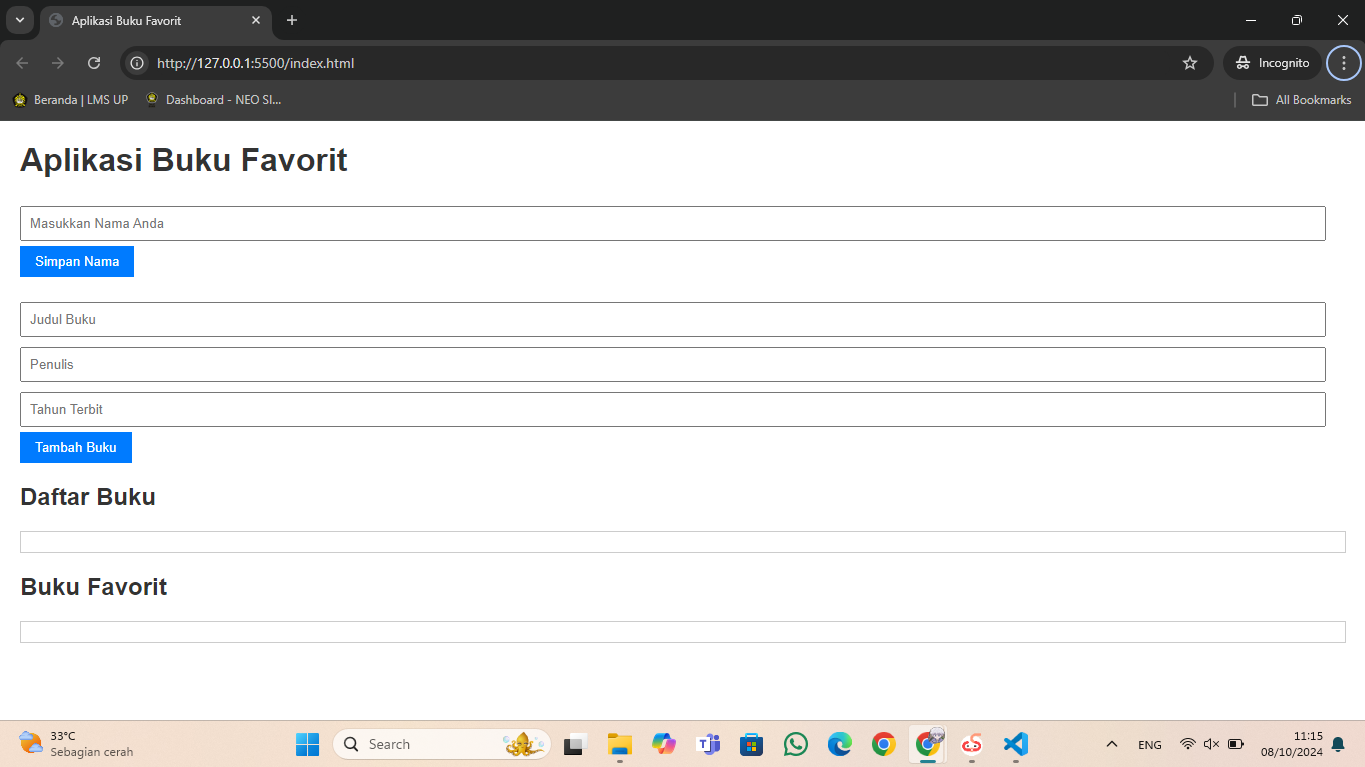 Aplikasi Buku Favorit
http://127.0.0.1:5500/index.html
Incognito
Beranda | LMS UP
Dashboard - NEO SI...
All Bookmarks
Aplikasi Buku Favorit
Masukkan Nama Anda
Simpan Nama
Judul Buku
Penulis
Tahun Terbit
Tambah Buku
Daftar Buku
Buku Favorit
33°C
Sebagian cerah
Search
ENG
11:15
08/10/2024